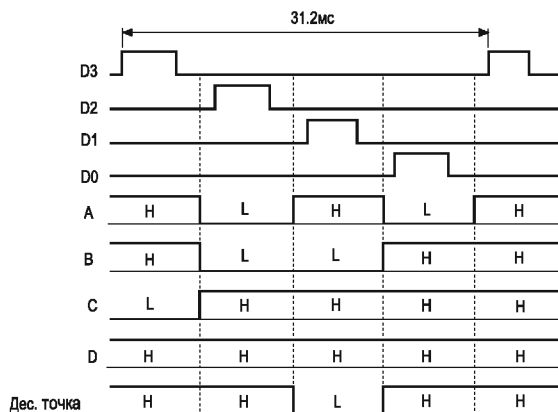 31.2мс
D3
D2
D1
D0
A H L H L H
B H L L H H
C L H H H H
D H H H H H
Дес. точка H H L H H